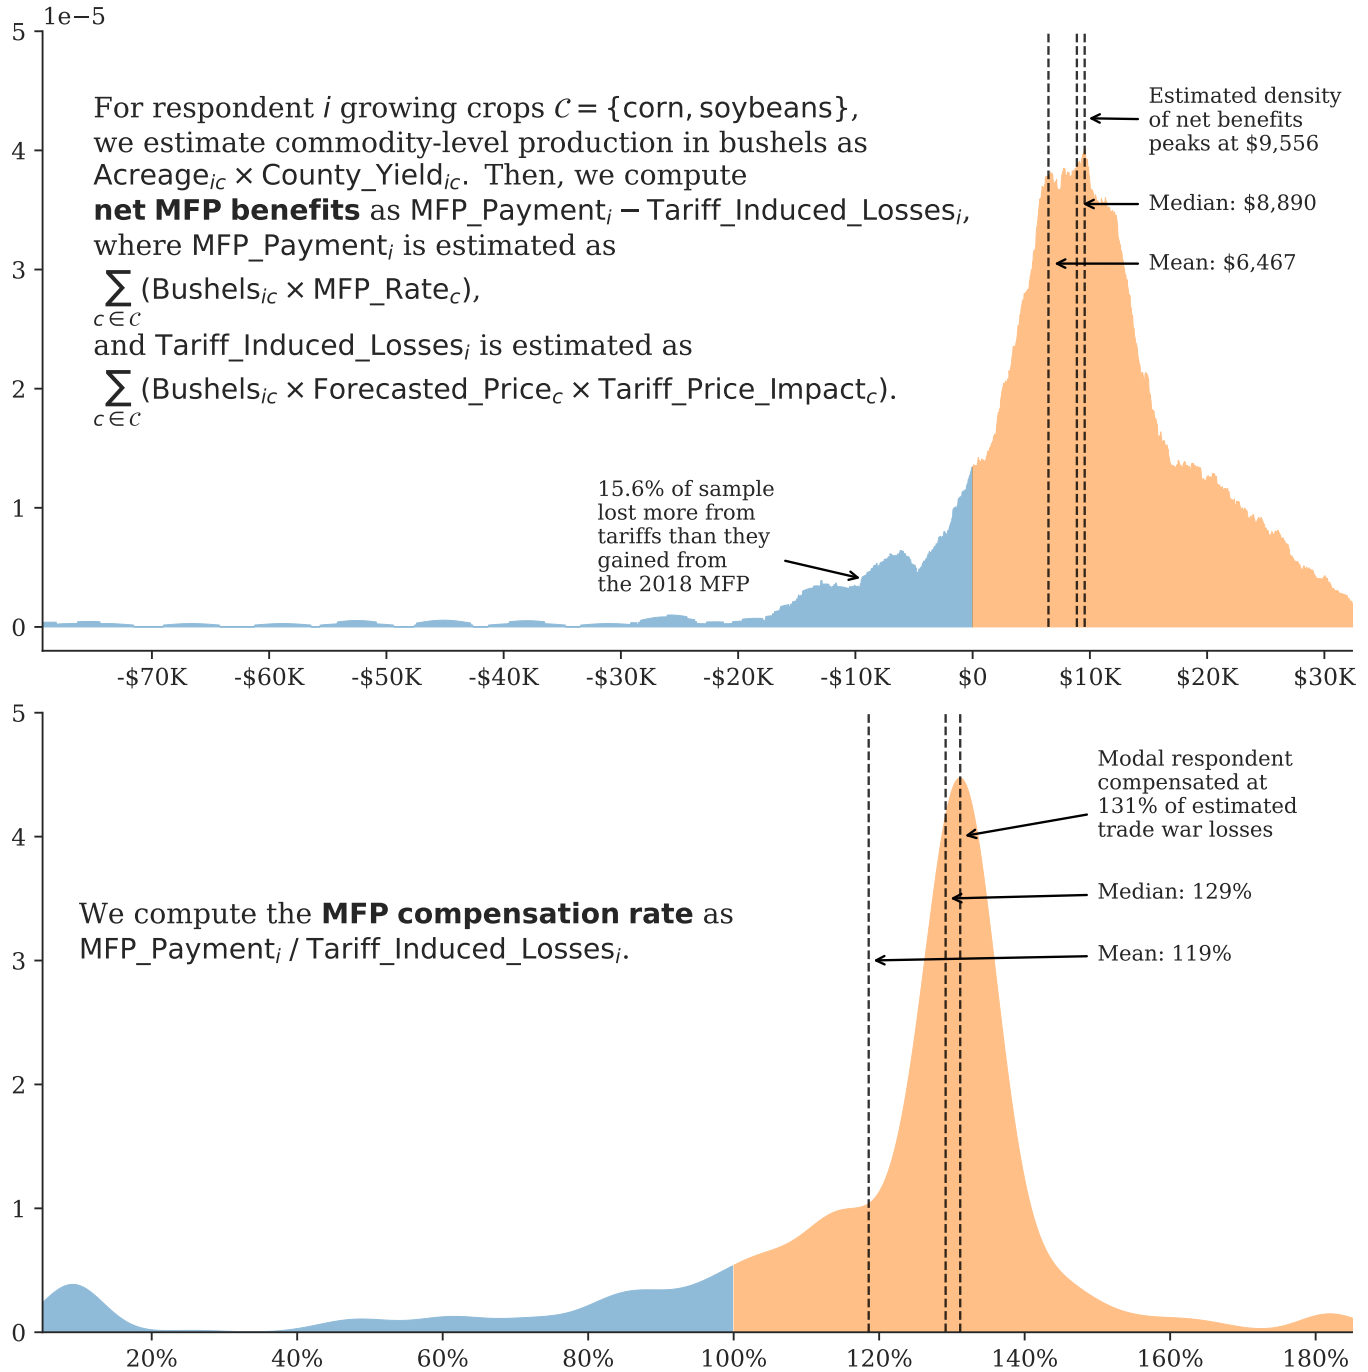 1e−5
5
4
3
2
1
0
For respondent i growing crops 𝒞 = {corn, soybeans},
we estimate commodity-level production in bushels as
Acreage_ic × County_Yield_ic. Then, we compute
net MFP benefits as MFP_Payment_i − Tariff_Induced_Losses_i,
where MFP_Payment_i is estimated as
∑ (Bushels_ic × MFP_Rate_c),
c ∈ 𝒞
and Tariff_Induced_Losses_i is estimated as
∑ (Bushels_ic × Forecasted_Price_c × Tariff_Price_Impact_c).
c ∈ 𝒞
Estimated density
of net benefits
peaks at $9,556
Median: $8,890
Mean: $6,467
15.6% of sample
lost more from
tariffs than they
gained from
the 2018 MFP
-$70K -$60K -$50K -$40K -$30K -$20K -$10K $0 $10K $20K $30K
5
4
3
2
1
0
Modal respondent
compensated at
131% of estimated
trade war losses
Median: 129%
Mean: 119%
We compute the MFP compensation rate as
MFP_Payment_i / Tariff_Induced_Losses_i.
20% 40% 60% 80% 100% 120% 140% 160% 180%